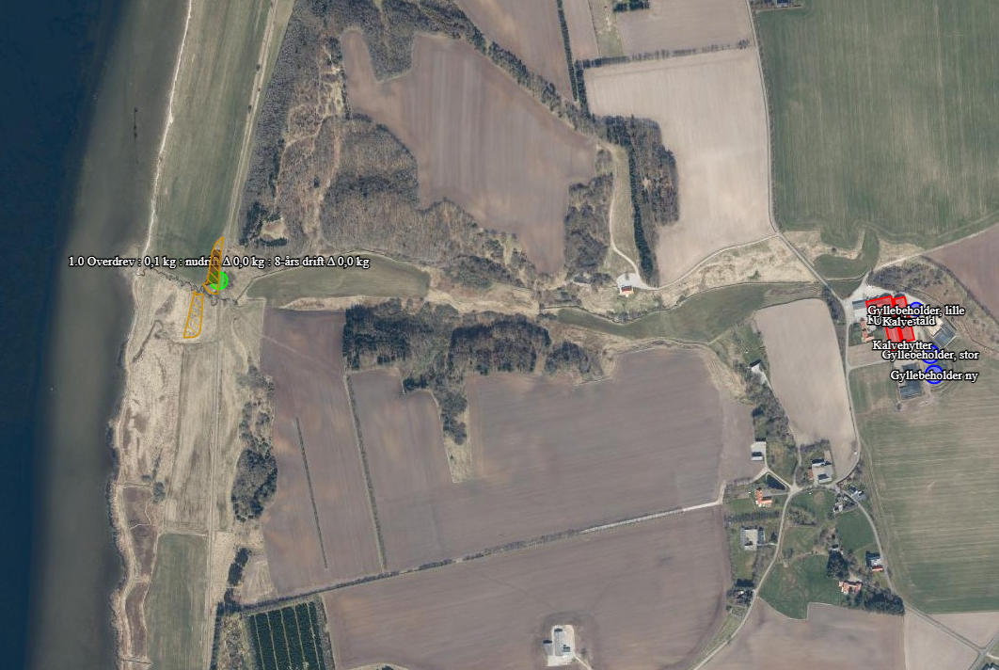 1.0 Overdrev : 0,1 kg : nudrift Δ 0,0 kg : 8-års drift Δ 0,0 kg
Gyllebeholder, lille
Kalvestald
Kalvehytter
Gyllebeholder, stor
Gyllebeholder ny